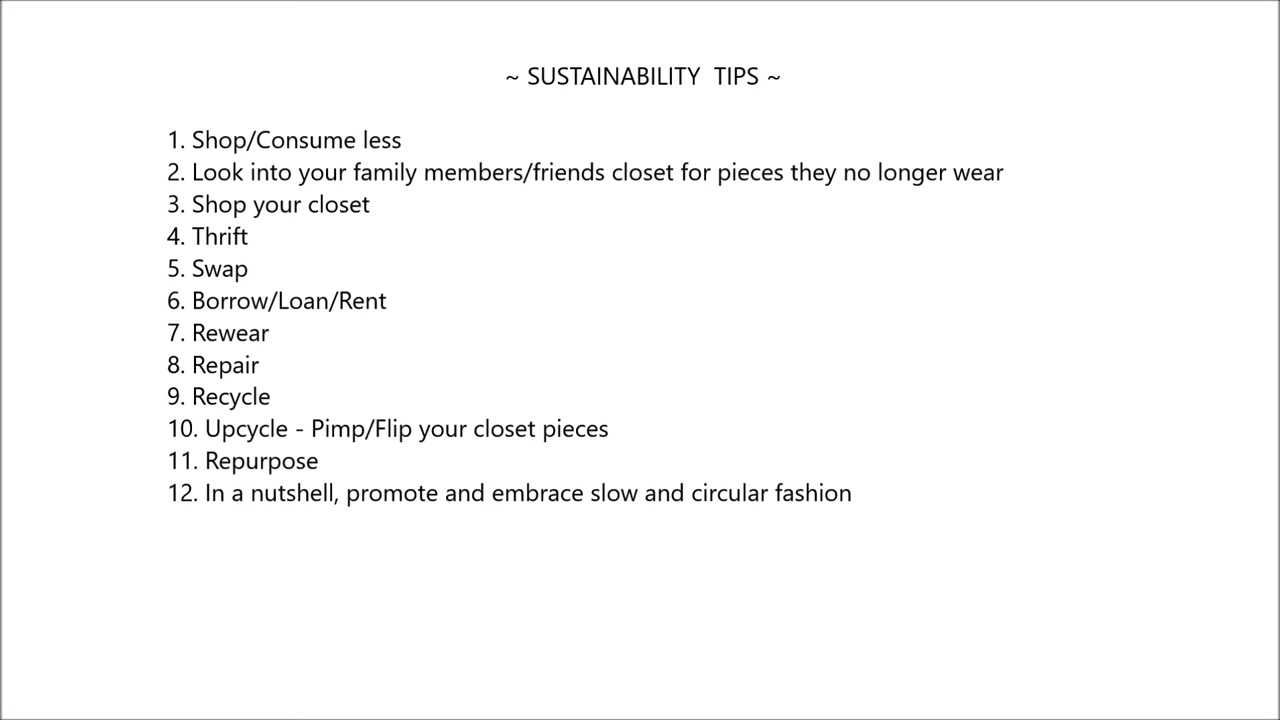 ~ SUSTAINABILITY  TIPS ~
1. Shop/Consume less
2. Look into your family members/friends closet for pieces they no longer wear
3. Shop your closet
4. Thrift
5. Swap
6. Borrow/Loan/Rent
7. Rewear
8. Repair
9. Recycle
10. Upcycle - Pimp/Flip your closet pieces
11. Repurpose
12. In a nutshell, promote and embrace slow and circular fashion